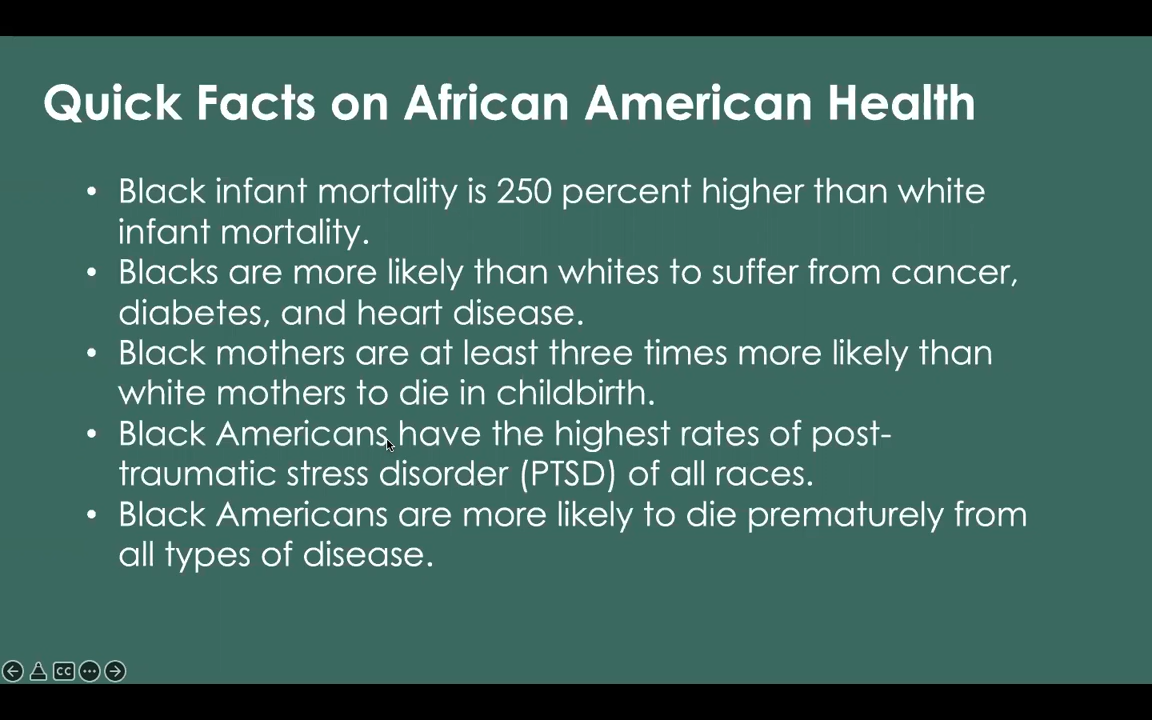 Quick Facts on African American Health
• Black infant mortality is 250 percent higher than white
infant mortality.
• Blacks are more likely than whites to suffer from cancer,
diabetes, and heart disease.
• Black mothers are at least three times more likely than
white mothers to die in childbirth.
• Black Americans have the highest rates of post-
traumatic stress disorder (PTSD) of all races.
• Black Americans are more likely to die prematurely from
all types of disease.
CC